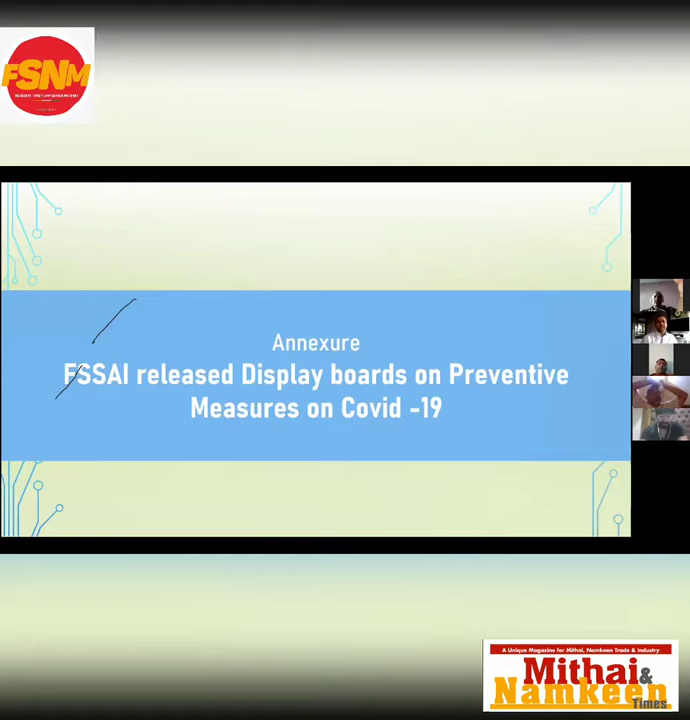 FSNM
Annexure
FSSAI released Display boards on Preventive
Measures on Covid -19
A Unique Magazine for Mithai, Namkeen Trade & Industry
Mithai &
Namkeen
Times